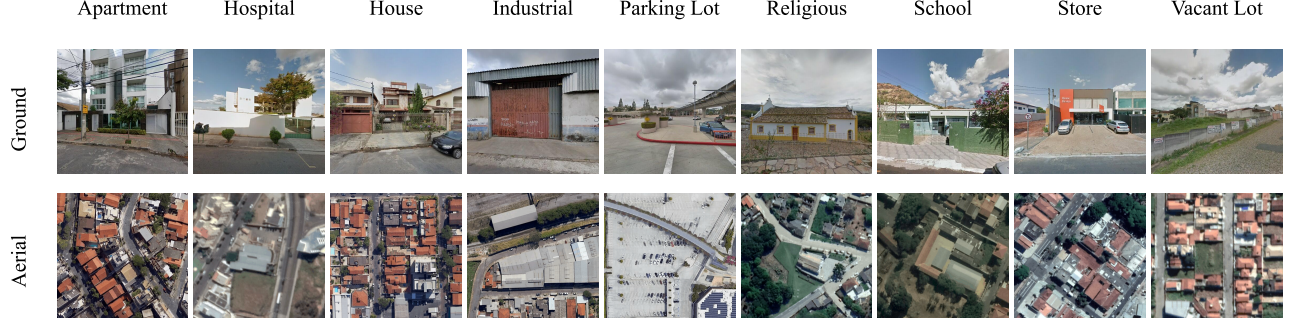 Apartment
Hospital
House
Industrial
Parking Lot
Religious
School
Store
Vacant Lot
Ground
Aerial